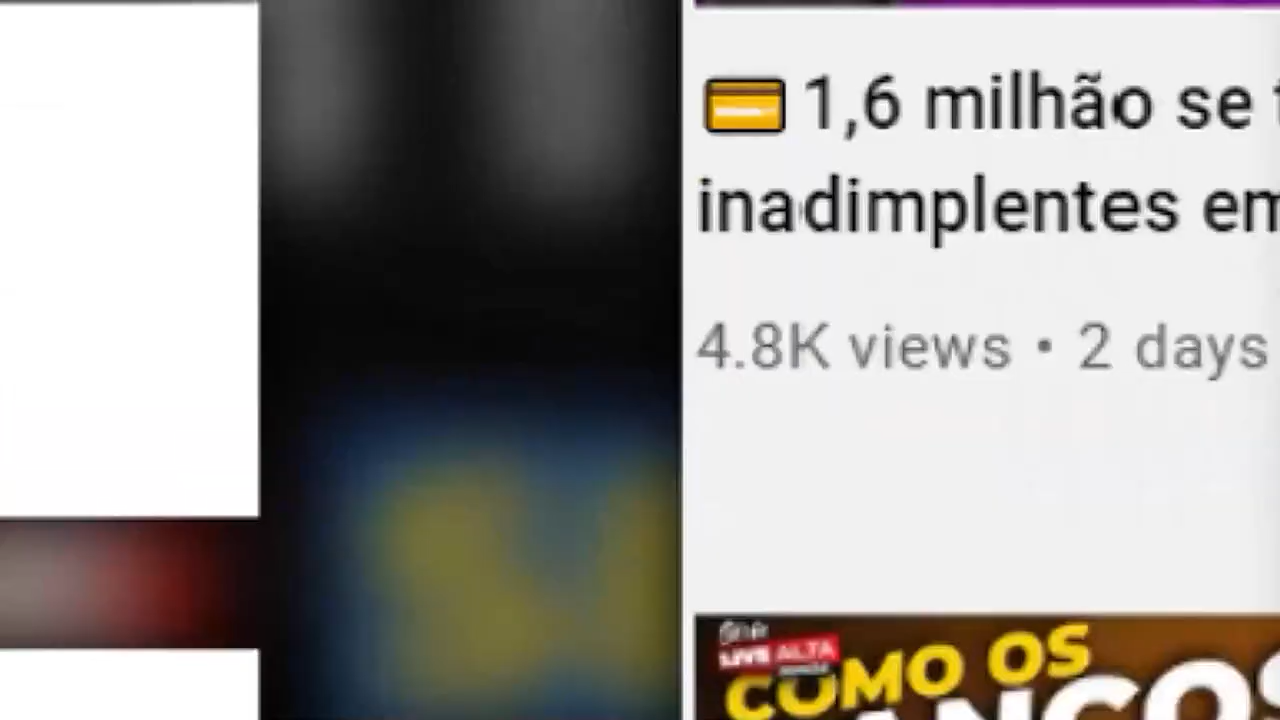 1,6 milhão se
inadimplentes em
4.8K views • 2 days
LIVE ALTA
COMO OS